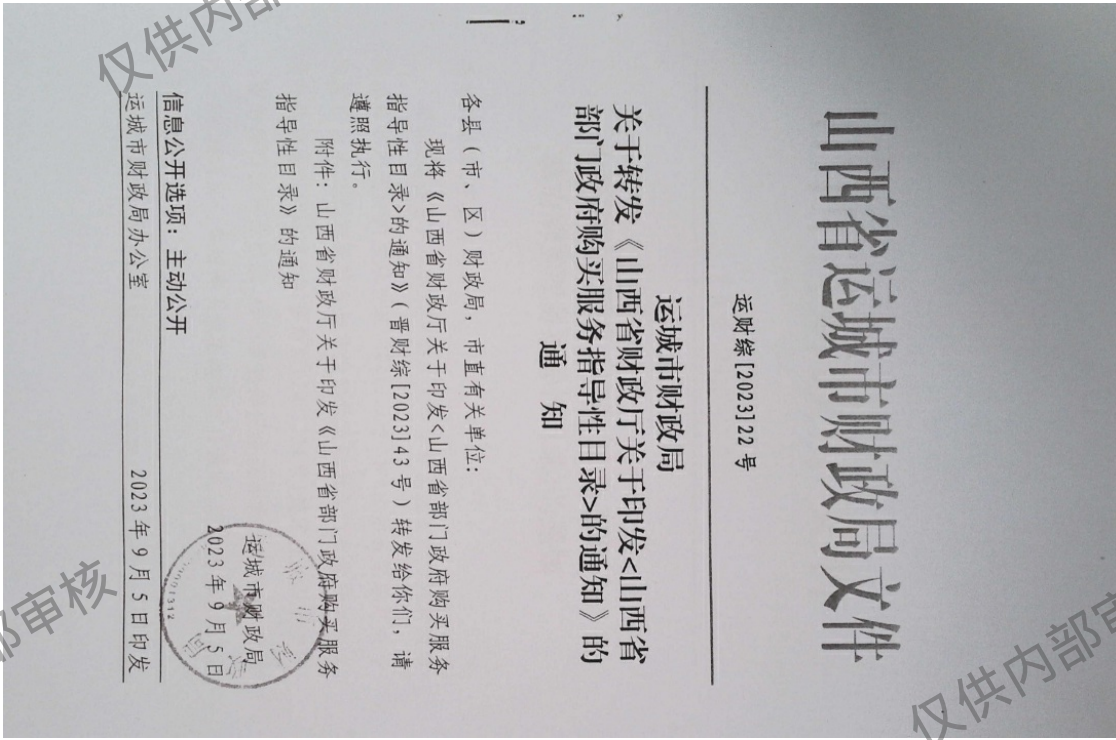 山西省运城市财政局文件
运财综[2023]22号
运城市财政局
关于转发《山西省财政厅关于印发<山西省
部门政府购买服务指导性目录>的通知》的
通 知
各县（市、区）财政局，市直有关单位：
现将《山西省财政厅关于印发<山西省部门政府购买服务
指导性目录>的通知》（晋财综[2023]43号）转发给你们，请
遵照执行。
附件：山西省财政厅关于印发《山西省部门政府购买服务
指导性目录》的通知
运城市财政局
2023年9月5日
信息公开选项：主动公开
运城市财政局办公室 2023年9月5日印发
仅供内部
部审核
仅供内部审